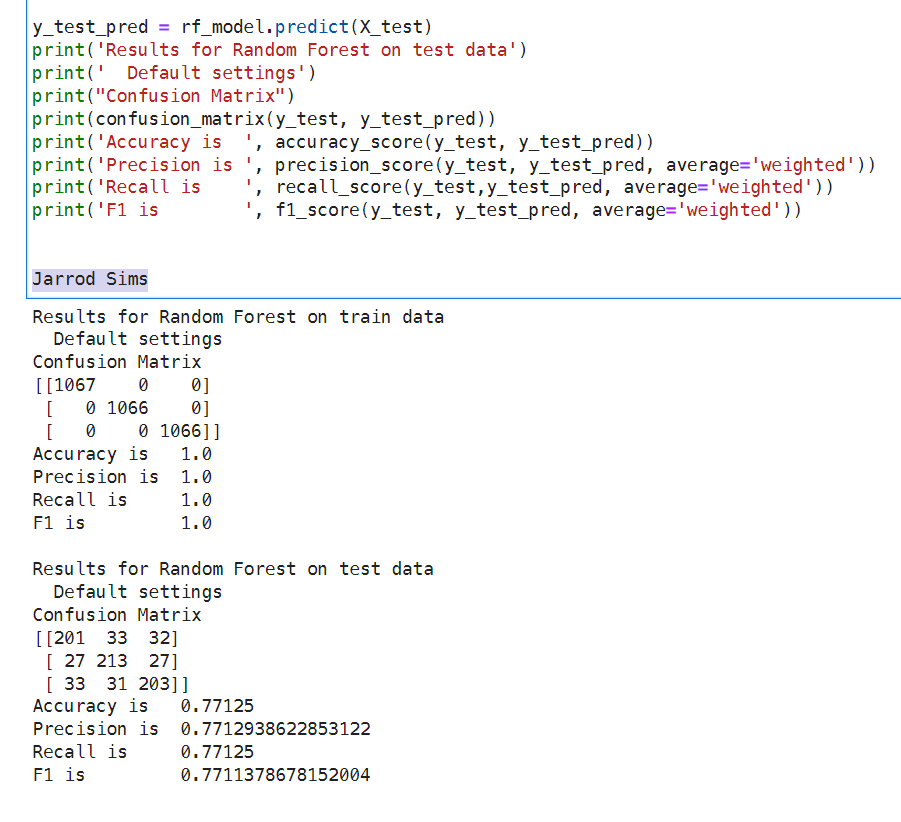 y_test_pred = rf_model.predict(X_test)
print('Results for Random Forest on test data')
print('  Default settings')
print("Confusion Matrix")
print(confusion_matrix(y_test, y_test_pred))
print('Accuracy is  ', accuracy_score(y_test, y_test_pred))
print('Precision is ', precision_score(y_test, y_test_pred, average='weighted'))
print('Recall is    ', recall_score(y_test,y_test_pred, average='weighted'))
print('F1 is        ', f1_score(y_test, y_test_pred, average='weighted'))
Jarrod Sims
Results for Random Forest on train data
  Default settings
Confusion Matrix
[[1067    0    0]
 [   0 1066    0]
 [   0    0 1066]]
Accuracy is   1.0
Precision is  1.0
Recall is     1.0
F1 is         1.0
Results for Random Forest on test data
  Default settings
Confusion Matrix
[[201  33  32]
 [ 27 213  27]
 [ 33  31 203]]
Accuracy is   0.77125
Precision is  0.7712938622853122
Recall is     0.77125
F1 is         0.7711378678152004